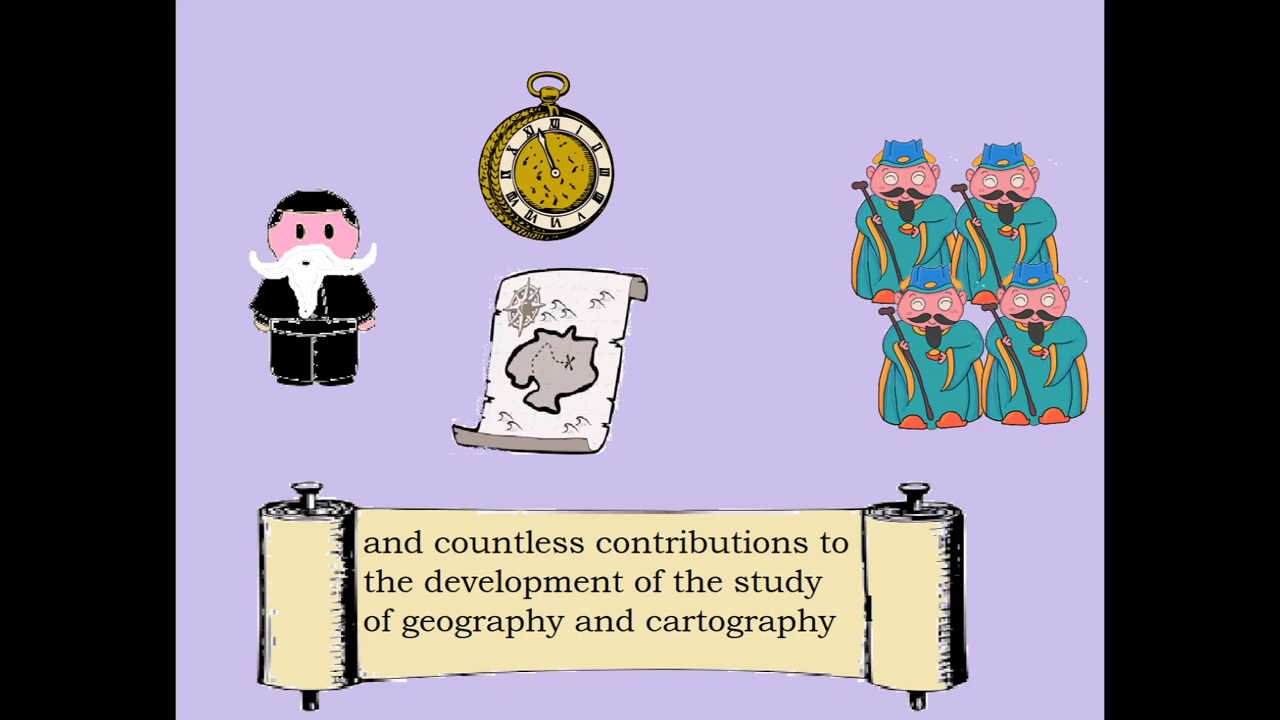 and countless contributions to
the development of the study
of geography and cartography